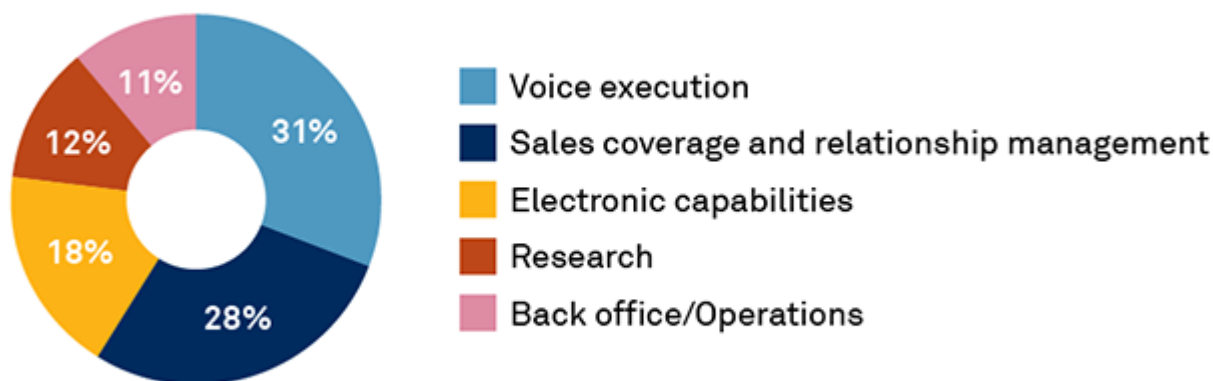 11%
31%
12%
18%
28%
Voice execution
Sales coverage and relationship management
Electronic capabilities
Research
Back office/Operations